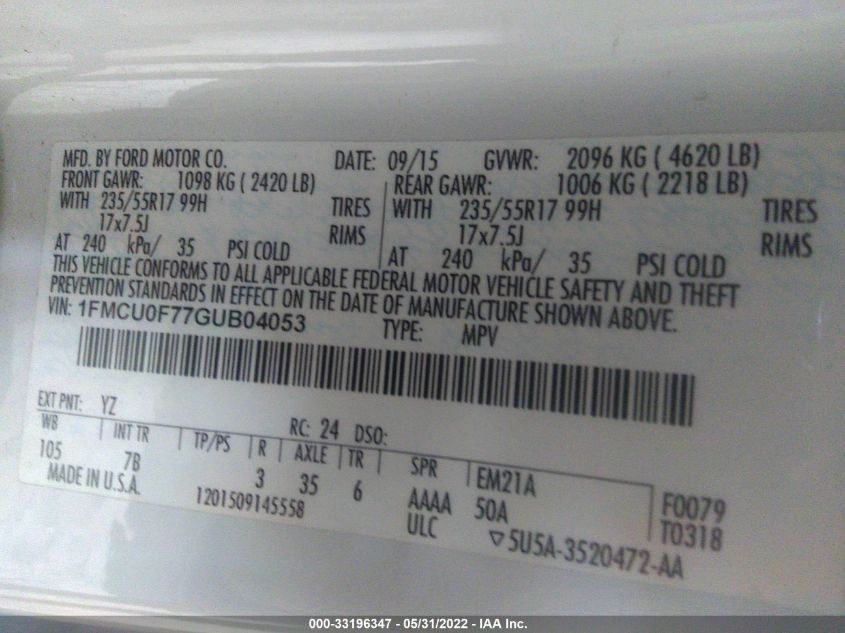 MFD. BY FORD MOTOR CO. DATE: 09/15 GVWR: 2096 KG ( 4620 LB)
FRONT GAWR: 1098 KG ( 2420 LB) REAR GAWR: 1006 KG ( 2218 LB)
WITH 235/55R17 99H TIRES WITH 235/55R17 99H TIRES
17x7.5J RIMS 17x7.5J RIMS
AT 240 kPa/ 35 PSI COLD AT 240 kPa/ 35 PSI COLD
THIS VEHICLE CONFORMS TO ALL APPLICABLE FEDERAL MOTOR VEHICLE SAFETY AND THEFT
PREVENTION STANDARDS IN EFFECT ON THE DATE OF MANUFACTURE SHOWN ABOVE.
VIN: 1FMCU0F77GUB04053 TYPE: MPV
EXT PNT: YZ RC: 24 DSO:
WB INT TR TP/PS R AXLE TR SPR EM21A F0079
105 7B 3 35 6 AAAA 50A T0318
MADE IN U.S.A. 1201509145558 ULC ▽5U5A-3520472-AA
000-33196347 - 05/31/2022 - IAA Inc.